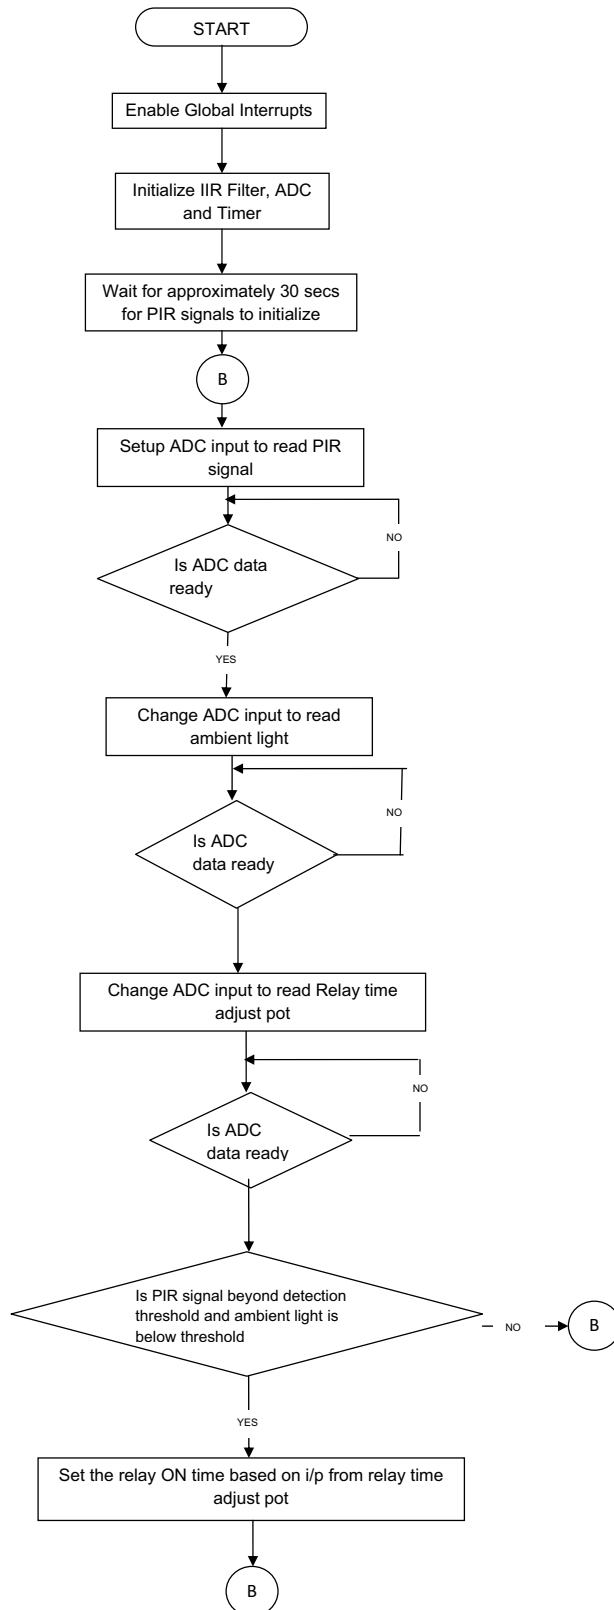 START
Enable Global Interrupts
Initialize IIR Filter, ADC
and Timer
Wait for approximately 30 secs
for PIR signals to initialize
B
Setup ADC input to read PIR
signal
NO
Is ADC data
ready
YES
Change ADC input to read
ambient light
NO
Is ADC
data ready
Change ADC input to read Relay time
adjust pot
NO
Is ADC
data ready
Is PIR signal beyond detection
threshold and ambient light is
below threshold
NO
B
YES
Set the relay ON time based on i/p from relay time
adjust pot
B